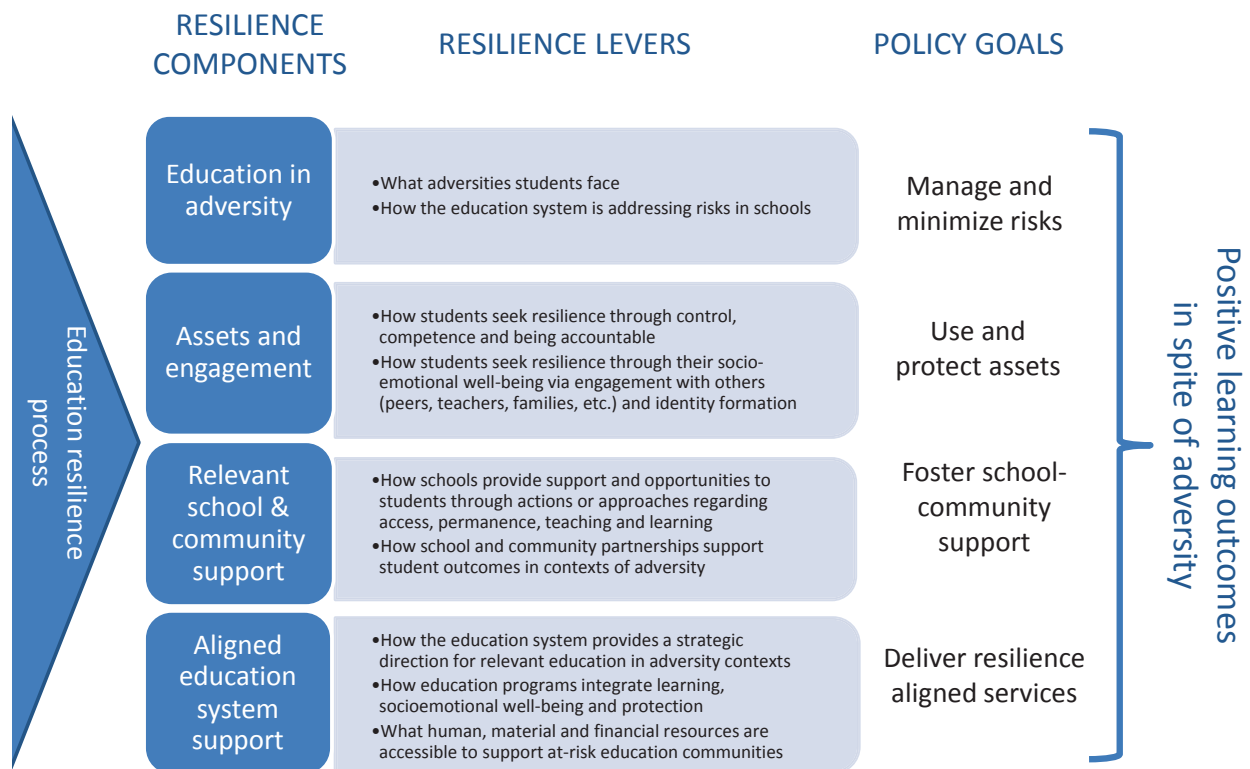 RESILIENCE
COMPONENTS
RESILIENCE LEVERS
POLICY GOALS
Education resilience
process
Education in
adversity
•What adversities students face
•How the education system is addressing risks in schools
Manage and
minimize risks
Assets and
engagement
•How students seek resilience through control,
competence and being accountable
•How students seek resilience through their socio-
emotional well-being via engagement with others
(peers, teachers, families, etc.) and identity formation
Use and
protect assets
Relevant
school &
community
support
•How schools provide support and opportunities to
students through actions or approaches regarding
access, permanence, teaching and learning
•How school and community partnerships support
student outcomes in contexts of adversity
Foster school-
community
support
Aligned
education
system
support
•How the education system provides a strategic
direction for relevant education in adversity contexts
•How education programs integrate learning,
socioemotional well-being and protection
•What human, material and financial resources are
accessible to support at-risk education communities
Deliver resilience
aligned services
Positive learning outcomes
in spite of adversity